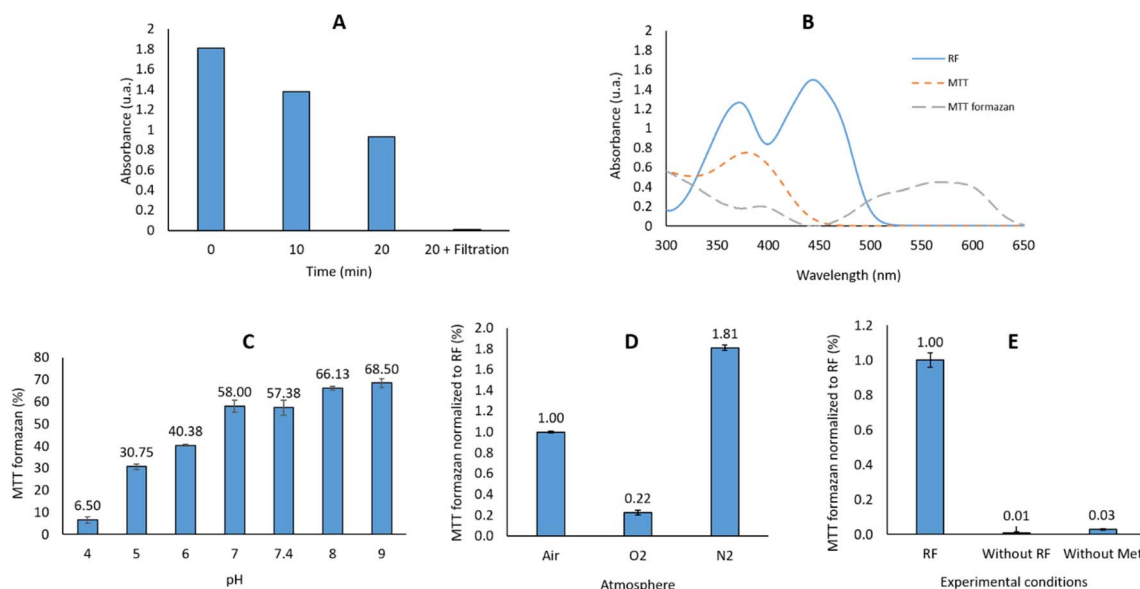 A
Absorbance (u.a.)
2
1.8
1.6
1.4
1.2
1
0.8
0.6
0.4
0.2
0
0 10 20 20 + Filtration
Time (min)
B
Absorbance (u.a.)
2
1.8
1.6
1.4
1.2
1
0.8
0.6
0.4
0.2
0
RF
MTT
MTT formazan
300 350 400 450 500 550 600 650
Wavelength (nm)
C
MTT formazan (%)
80
70
60
50
40
30
20
10
0
6.50 30.75 40.38 58.00 57.38 66.13 68.50
4 5 6 7 7.4 8 9
pH
D
MTT formazan normalized to RF (%)
2.0
1.8
1.6
1.4
1.2
1.0
0.8
0.6
0.4
0.2
0.0
1.00 0.22 1.81
Air O2 N2
Atmosphere
E
MTT formazan normalized to RF (%)
1.2
1.0
0.8
0.6
0.4
0.2
0.0
1.00 0.01 0.03
RF Without RF Without Met
Experimental conditions